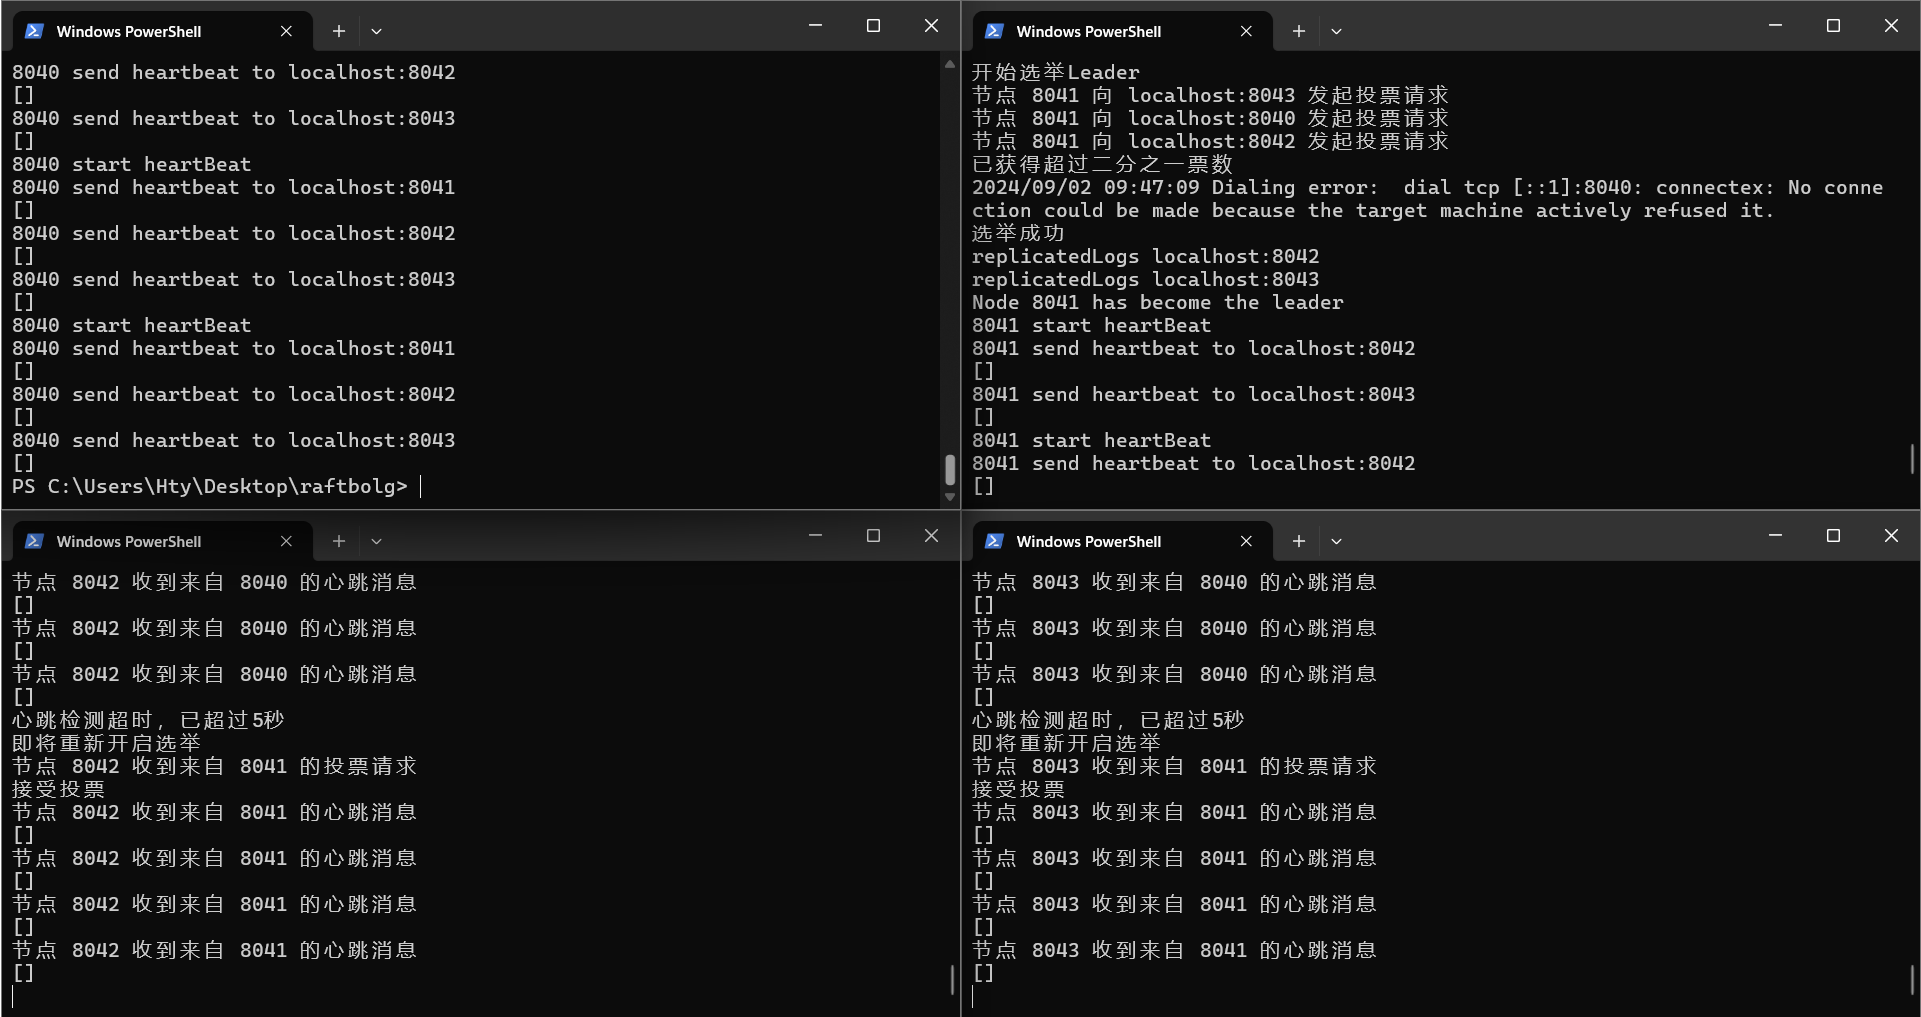 Windows PowerShell
8040 send heartbeat to localhost:8042
[]
8040 send heartbeat to localhost:8043
[]
8040 start heartBeat
8040 send heartbeat to localhost:8041
[]
8040 send heartbeat to localhost:8042
[]
8040 send heartbeat to localhost:8043
[]
8040 start heartBeat
8040 send heartbeat to localhost:8041
[]
8040 send heartbeat to localhost:8042
[]
8040 send heartbeat to localhost:8043
[]
PS C:\Users\Hty\Desktop\raftbolg>
Windows PowerShell
开始选举Leader
节点 8041 向 localhost:8043 发起投票请求
节点 8041 向 localhost:8040 发起投票请求
节点 8041 向 localhost:8042 发起投票请求
已获得超过二分之一票数
2024/09/02 09:47:09 Dialing error:  dial tcp [::1]:8040: connectex: No conne
ction could be made because the target machine actively refused it.
选举成功
replicatedLogs localhost:8042
replicatedLogs localhost:8043
Node 8041 has become the leader
8041 start heartBeat
8041 send heartbeat to localhost:8042
[]
8041 send heartbeat to localhost:8043
[]
8041 start heartBeat
8041 send heartbeat to localhost:8042
[]
Windows PowerShell
节点 8042 收到来自 8040 的心跳消息
[]
节点 8042 收到来自 8040 的心跳消息
[]
节点 8042 收到来自 8040 的心跳消息
[]
心跳检测超时，已超过5秒
即将重新开启选举
节点 8042 收到来自 8041 的投票请求
接受投票
节点 8042 收到来自 8041 的心跳消息
[]
节点 8042 收到来自 8041 的心跳消息
[]
节点 8042 收到来自 8041 的心跳消息
[]
节点 8042 收到来自 8041 的心跳消息
[]
Windows PowerShell
节点 8043 收到来自 8040 的心跳消息
[]
节点 8043 收到来自 8040 的心跳消息
[]
节点 8043 收到来自 8040 的心跳消息
[]
心跳检测超时，已超过5秒
即将重新开启选举
节点 8043 收到来自 8041 的投票请求
接受投票
节点 8043 收到来自 8041 的心跳消息
[]
节点 8043 收到来自 8041 的心跳消息
[]
节点 8043 收到来自 8041 的心跳消息
[]
节点 8043 收到来自 8041 的心跳消息
[]